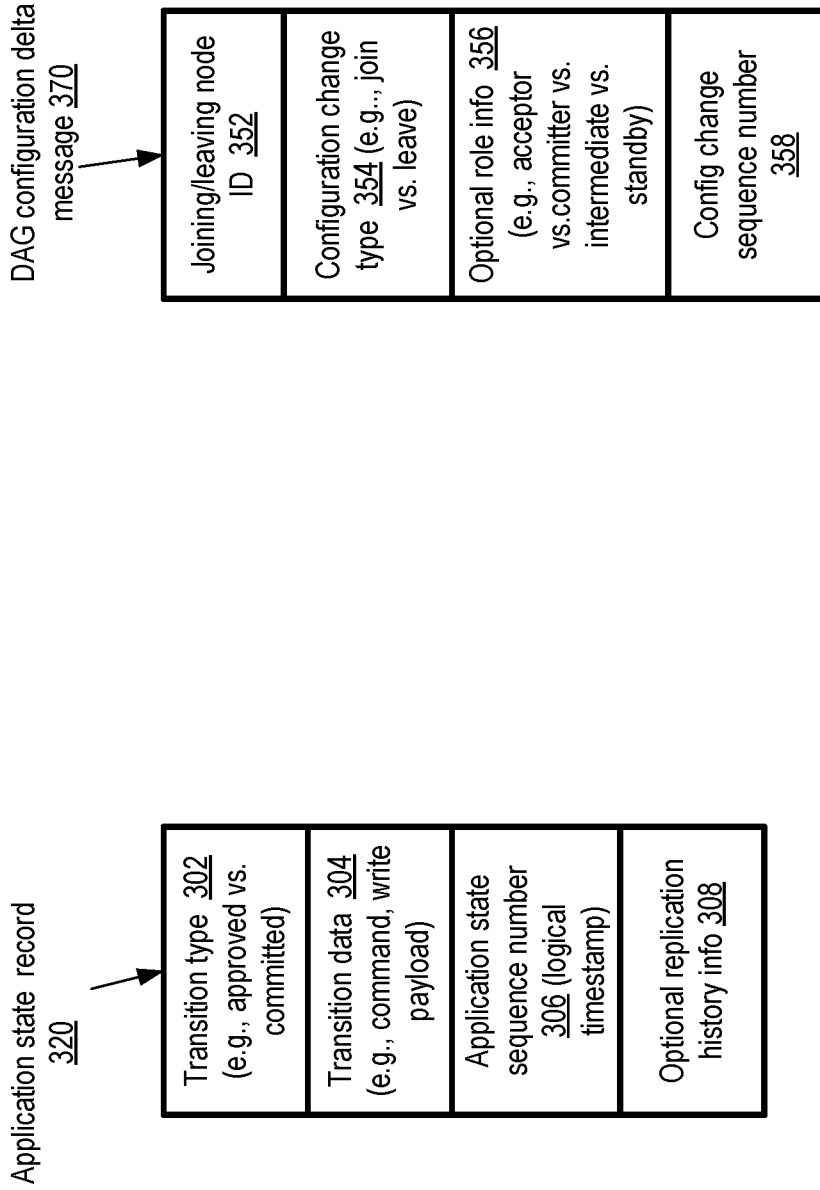 Application state record
320
Transition type 302
(e.g., approved vs.
committed)
Transition data 304
(e.g., command, write
payload)
Application state
sequence number
306 (logical
timestamp)
Optional replication
history info 308
DAG configuration delta
message 370
Joining/leaving node
ID 352
Configuration change
type 354 (e.g.., join
vs. leave)
Optional role info 356
(e.g., acceptor
vs.committer vs.
intermediate vs.
standby)
Config change
sequence number
358